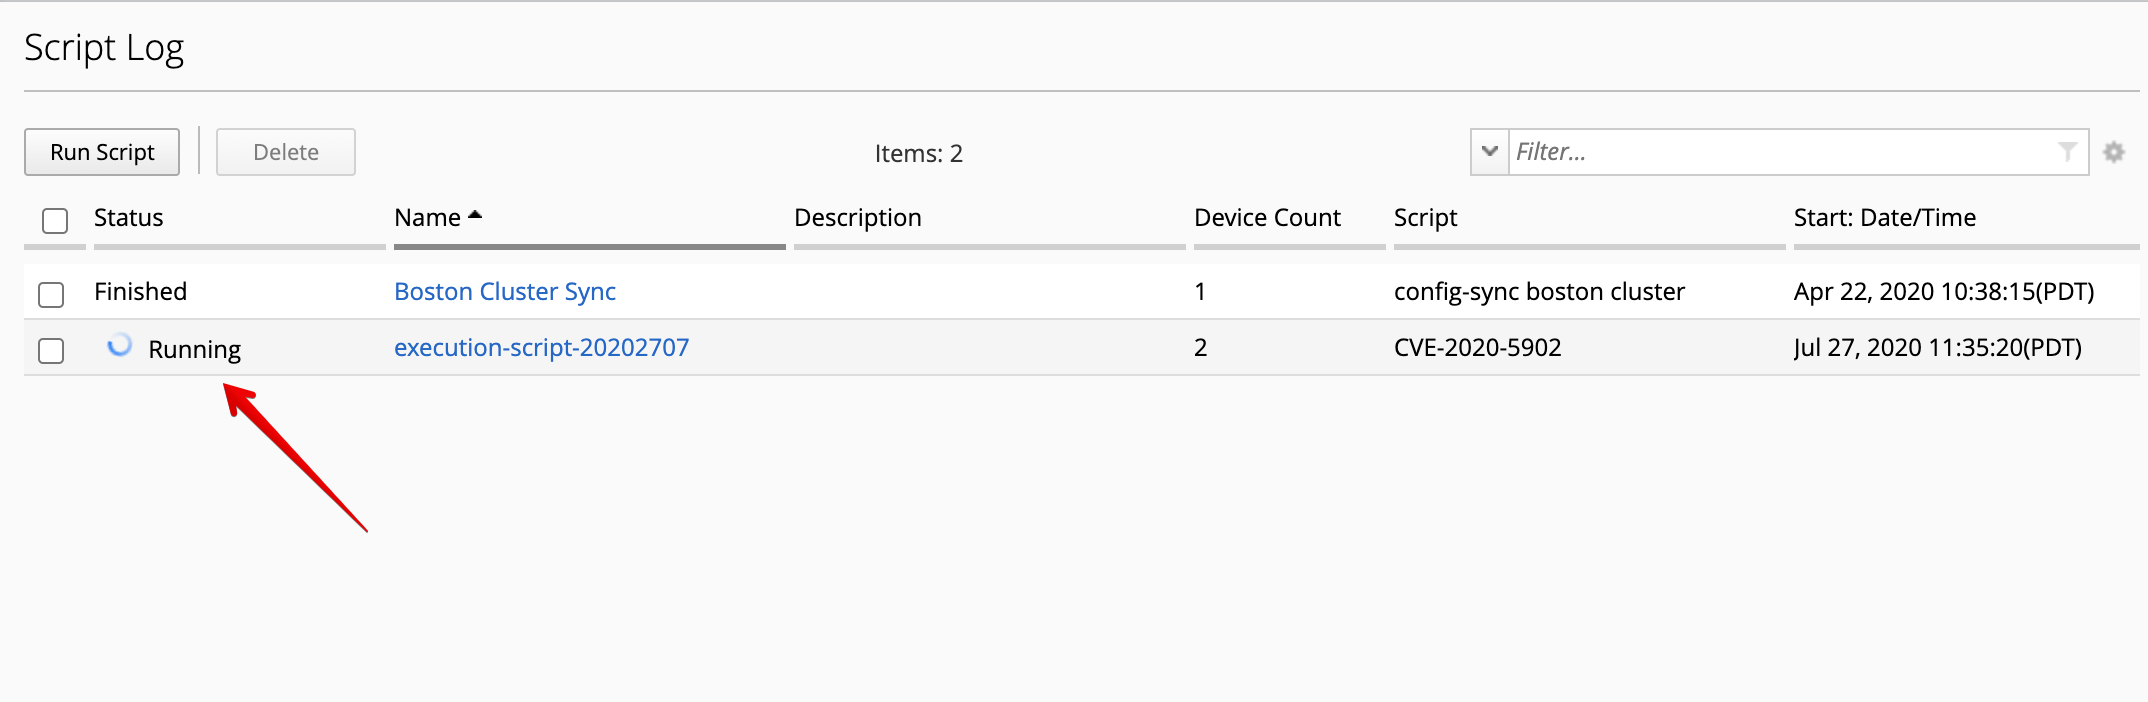 Script Log
Run Script Delete Items: 2 Filter...
Status Name Description Device Count Script Start: Date/Time
Finished Boston Cluster Sync 1 config-sync boston cluster Apr 22, 2020 10:38:15(PDT)
Running execution-script-20202707 2 CVE-2020-5902 Jul 27, 2020 11:35:20(PDT)